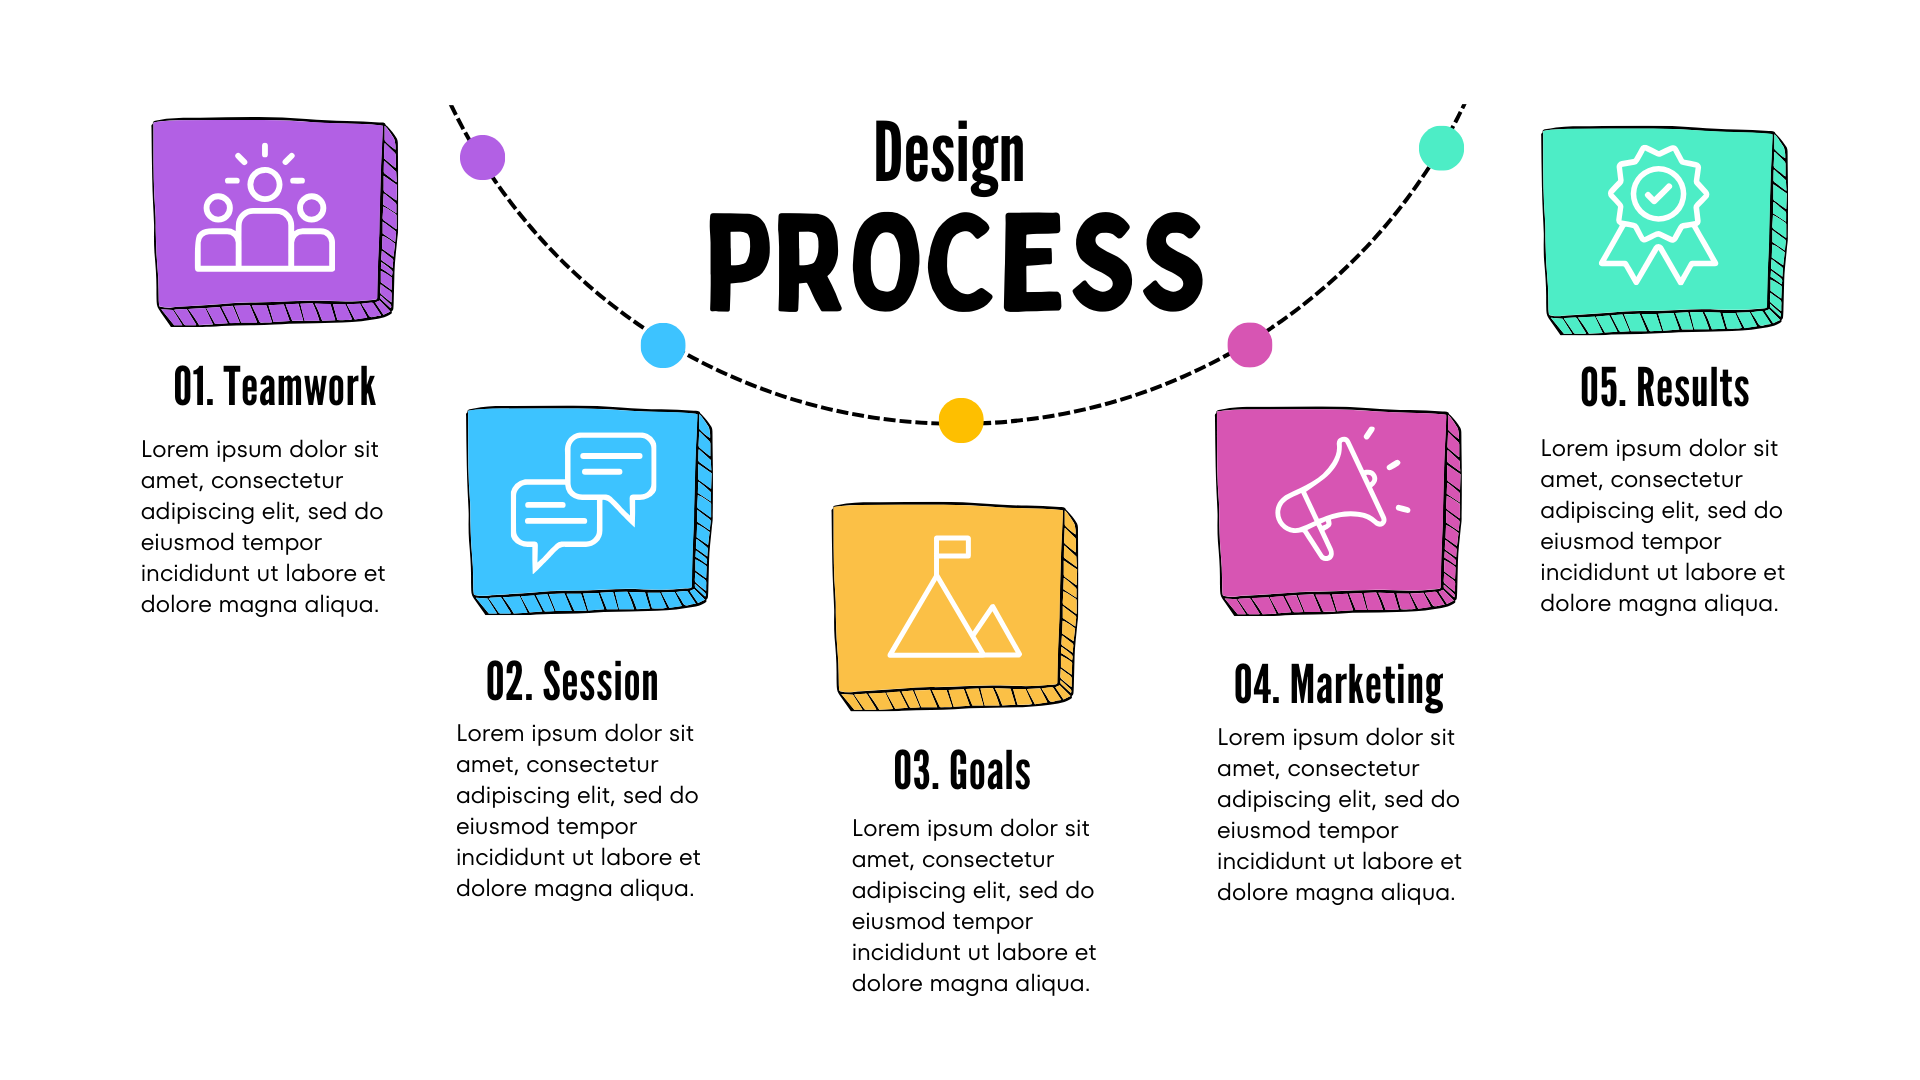 Design
PROCESS
01. Teamwork
Lorem ipsum dolor sit
amet, consectetur
adipiscing elit, sed do
eiusmod tempor
incididunt ut labore et
dolore magna aliqua.
02. Session
Lorem ipsum dolor sit
amet, consectetur
adipiscing elit, sed do
eiusmod tempor
incididunt ut labore et
dolore magna aliqua.
03. Goals
Lorem ipsum dolor sit
amet, consectetur
adipiscing elit, sed do
eiusmod tempor
incididunt ut labore et
dolore magna aliqua.
04. Marketing
Lorem ipsum dolor sit
amet, consectetur
adipiscing elit, sed do
eiusmod tempor
incididunt ut labore et
dolore magna aliqua.
05. Results
Lorem ipsum dolor sit
amet, consectetur
adipiscing elit, sed do
eiusmod tempor
incididunt ut labore et
dolore magna aliqua.